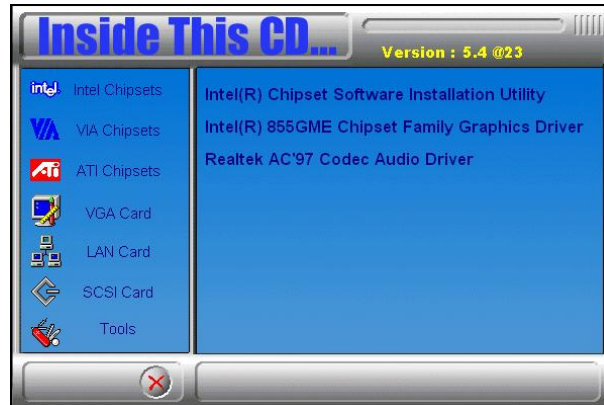 Inside This CD...
Version : 5.4 @23
intel
Intel Chipsets
VIA
VIA Chipsets
ATi
ATI Chipsets
VGA Card
LAN Card
SCSI Card
Tools
Intel(R) Chipset Software Installation Utility
Intel(R) 855GME Chipset Family Graphics Driver
Realtek AC'97 Codec Audio Driver